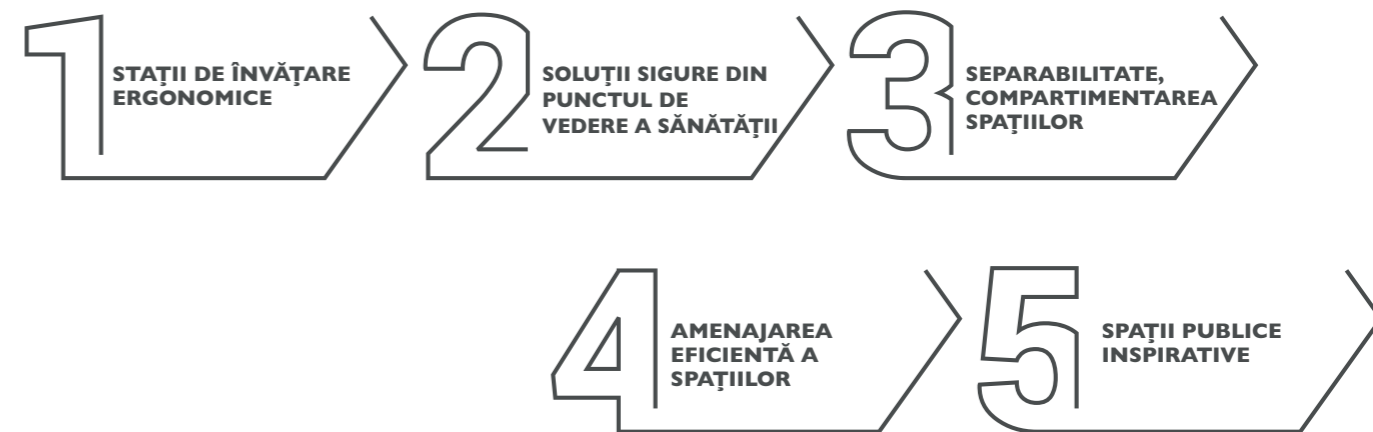 1
STAȚII DE ÎNVĂȚARE
ERGONOMICE
2
SOLUȚII SIGURE DIN
PUNCTUL DE
VEDERE A SĂNĂTĂȚII
3
SEPARABILITATE,
COMPARTIMENTAREA
SPAȚIILOR
4
AMENAJAREA
EFICIENTĂ A
SPAȚIILOR
5
SPAȚII PUBLICE
INSPIRATIVE